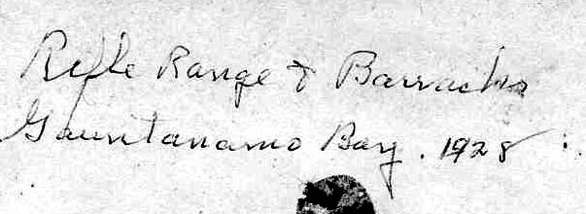 Rifle Range & Barracks
Gauntanamo Bay. 1928